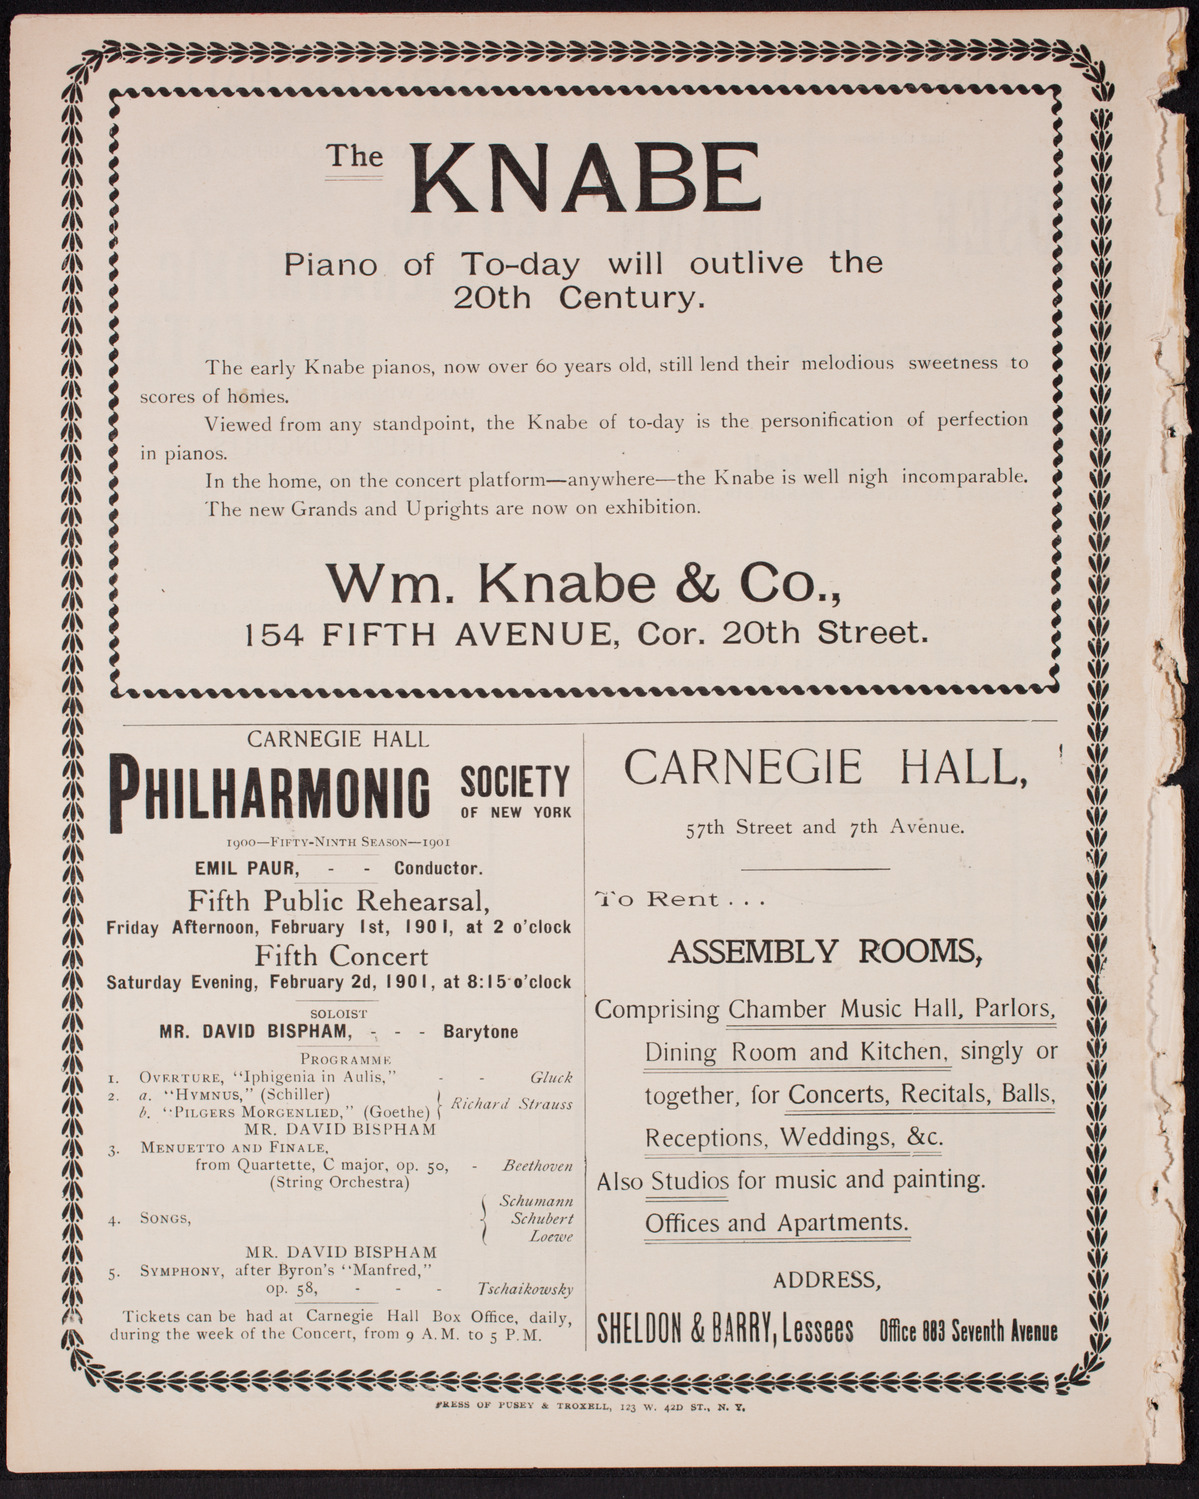 The KNABE
Piano of To-day will outlive the
20th Century.
The early Knabe pianos, now over 60 years old, still lend their melodious sweetness to
scores of homes.
Viewed from any standpoint, the Knabe of to-day is the personification of perfection
in pianos.
In the home, on the concert platform—anywhere—the Knabe is well nigh incomparable.
The new Grands and Uprights are now on exhibition.
Wm. Knabe & Co.,
154 FIFTH AVENUE, Cor. 20th Street.
CARNEGIE HALL
PHILHARMONIC SOCIETY
OF NEW YORK
1900—FIFTY-NINTH SEASON—1901
EMIL PAUR, - - Conductor.
Fifth Public Rehearsal,
Friday Afternoon, February 1st, 1901, at 2 o'clock
Fifth Concert
Saturday Evening, February 2d, 1901, at 8:15 o'clock
SOLOIST
MR. DAVID BISPHAM, - - - Barytone
PROGRAMME
1. OVERTURE, "Iphigenia in Aulis," - - Gluck
2. a. "HYMNUS," (Schiller)
b. "PILGERS MORGENLIED," (Goethe) } Richard Strauss
MR. DAVID BISPHAM
3. MENUETTO AND FINALE,
from Quartette, C major, op. 50, - Beethoven
(String Orchestra)
4. SONGS, { Schumann
Schubert
Loewe
MR. DAVID BISPHAM
5. SYMPHONY, after Byron's "Manfred,"
op. 58, - - - Tschaikowsky
Tickets can be had at Carnegie Hall Box Office, daily,
during the week of the Concert, from 9 A.M. to 5 P.M.
CARNEGIE HALL,
57th Street and 7th Avenue.
To Rent . . .
ASSEMBLY ROOMS,
Comprising Chamber Music Hall, Parlors,
Dining Room and Kitchen, singly or
together, for Concerts, Recitals, Balls,
Receptions, Weddings, &c.
Also Studios for music and painting.
Offices and Apartments.
ADDRESS,
SHELDON & BARRY, Lessees Office 883 Seventh Avenue
PRESS OF PUSEY & TROXELL, 123 W. 42D ST., N. Y.